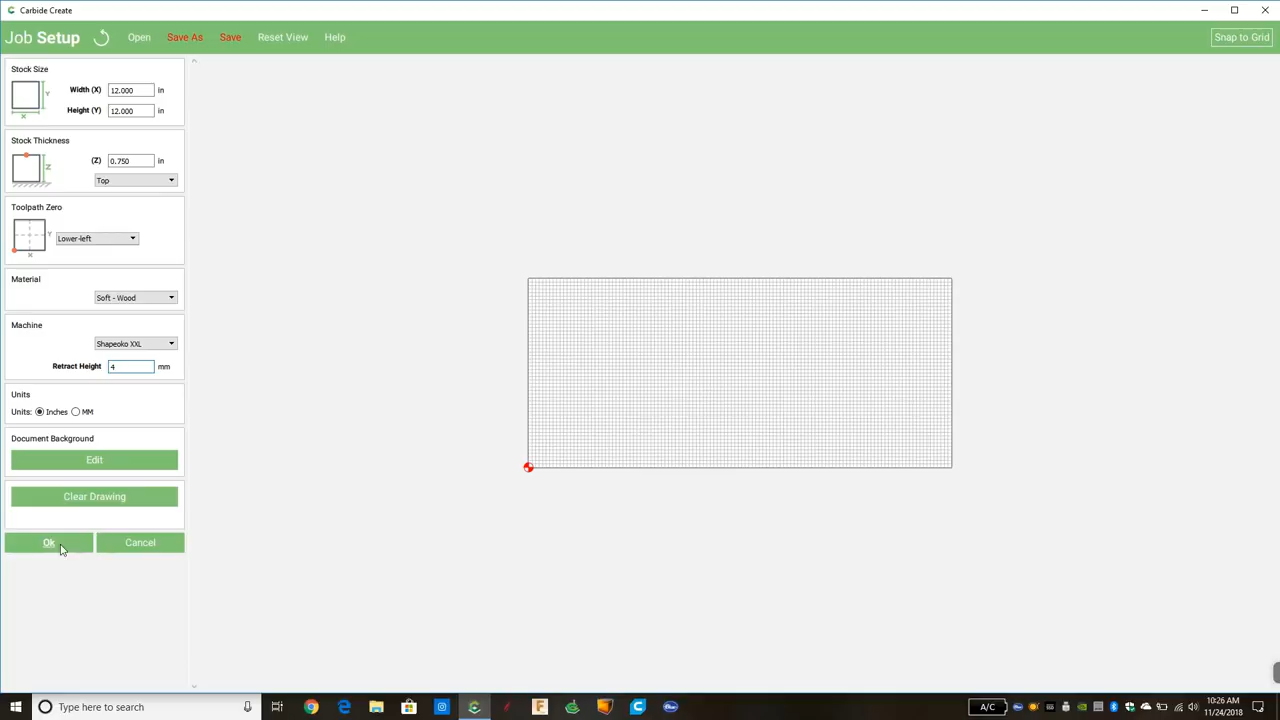 Carbide Create
Job Setup Open Save As Save Reset View Help Snap to Grid
Stock Size
Width (X) 12.000 in
Y
Height (Y) 12.000 in
X
Stock Thickness
(Z) 0.750 in
Z
Top
Toolpath Zero
Y Lower-left
X
Material
Soft - Wood
Machine
Shapeoko XXL
Retract Height 4 mm
Units
Units: Inches MM
Document Background
Edit
Clear Drawing
Ok Cancel
Type here to search
A/C
10:26 AM
11/24/2018